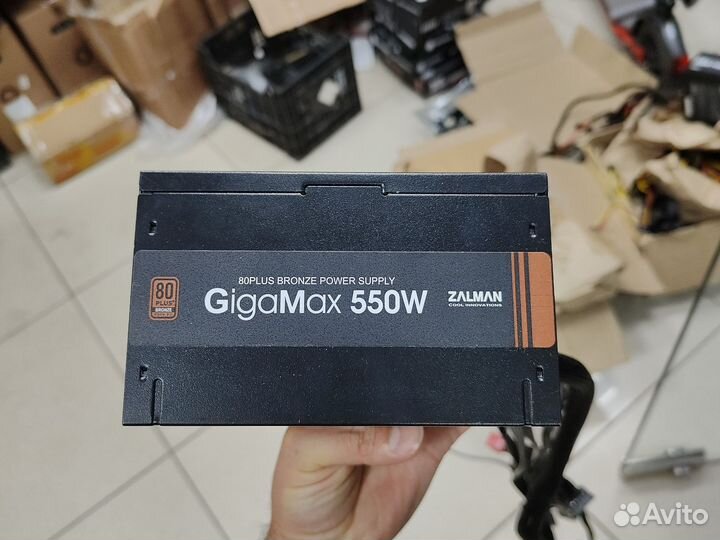 80PLUS BRONZE POWER SUPPLY
80
PLUS
BRONZE
GigaMax 550W
ZALMAN
COOL INNOVATIONS
Avito